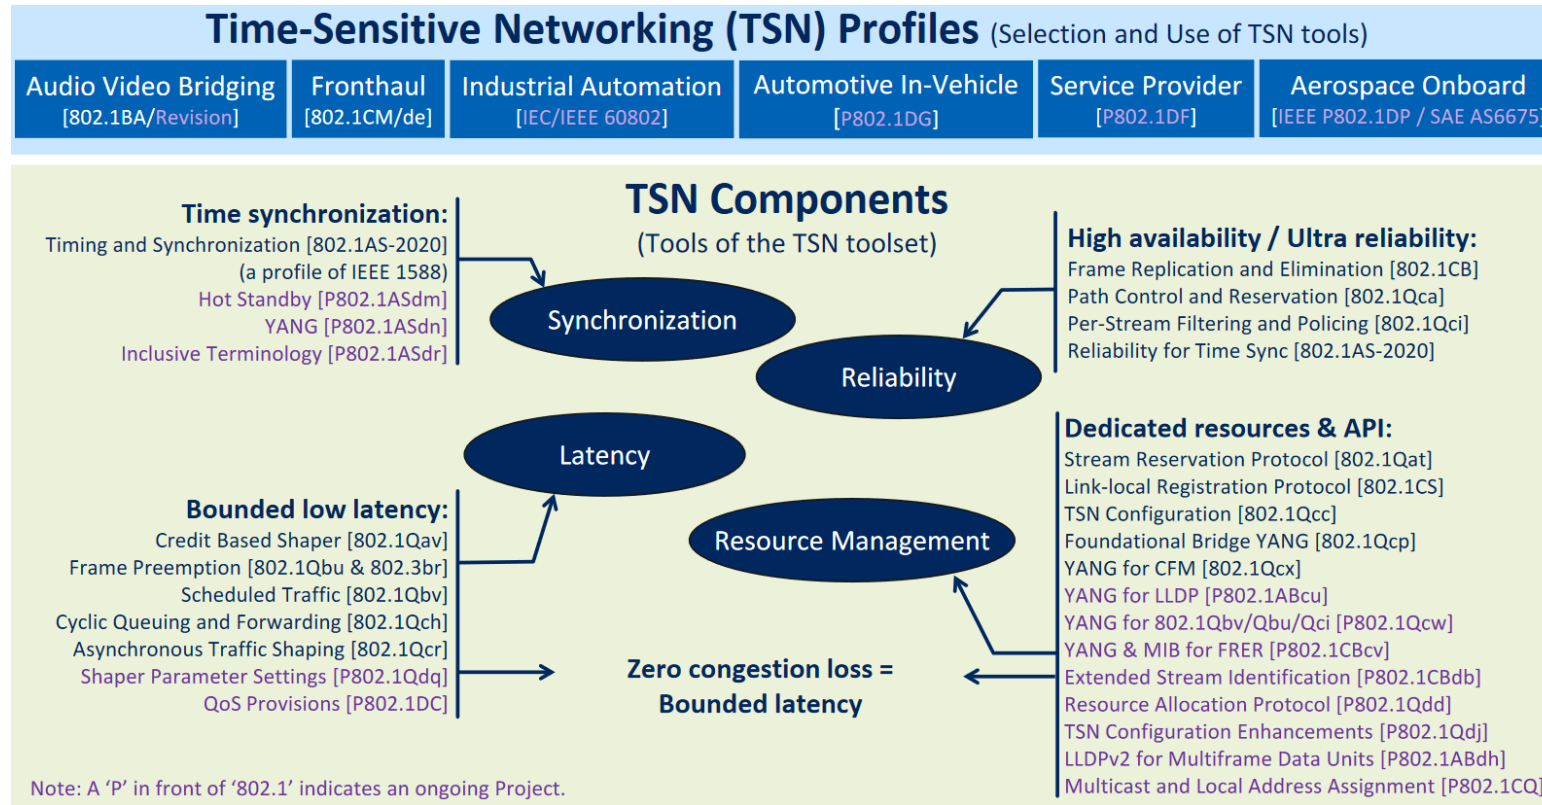 Time-Sensitive Networking (TSN) Profiles (Selection and Use of TSN tools)
Audio Video Bridging
[802.1BA/Revision]
Fronthaul
[802.1CM/de]
Industrial Automation
[IEC/IEEE 60802]
Automotive In-Vehicle
[P802.1DG]
Service Provider
[P802.1DF]
Aerospace Onboard
[IEEE P802.1DP / SAE AS6675]
TSN Components
(Tools of the TSN toolset)
Time synchronization:
Timing and Synchronization [802.1AS-2020]
(a profile of IEEE 1588)
Hot Standby [P802.1ASdm]
YANG [P802.1ASdn]
Inclusive Terminology [P802.1ASdr]
Synchronization
High availability / Ultra reliability:
Frame Replication and Elimination [802.1CB]
Path Control and Reservation [802.1Qca]
Per-Stream Filtering and Policing [802.1Qci]
Reliability for Time Sync [802.1AS-2020]
Reliability
Latency
Bounded low latency:
Credit Based Shaper [802.1Qav]
Frame Preemption [802.1Qbu & 802.3br]
Scheduled Traffic [802.1Qbv]
Cyclic Queuing and Forwarding [802.1Qch]
Asynchronous Traffic Shaping [802.1Qcr]
Shaper Parameter Settings [P802.1Qdq]
QoS Provisions [P802.1DC]
Resource Management
Dedicated resources & API:
Stream Reservation Protocol [802.1Qat]
Link-local Registration Protocol [802.1CS]
TSN Configuration [802.1Qcc]
Foundational Bridge YANG [802.1Qcp]
YANG for CFM [802.1Qcx]
YANG for LLDP [P802.1ABcu]
YANG for 802.1Qbv/Qbu/Qci [P802.1Qcw]
YANG & MIB for FRER [P802.1CBcv]
Extended Stream Identification [P802.1CBdb]
Resource Allocation Protocol [P802.1Qdd]
TSN Configuration Enhancements [P802.1Qdj]
LLDPv2 for Multiframe Data Units [P802.1ABdh]
Multicast and Local Address Assignment [P802.1CQ]
Zero congestion loss =
Bounded latency
Note: A ‘P’ in front of ‘802.1’ indicates an ongoing Project.